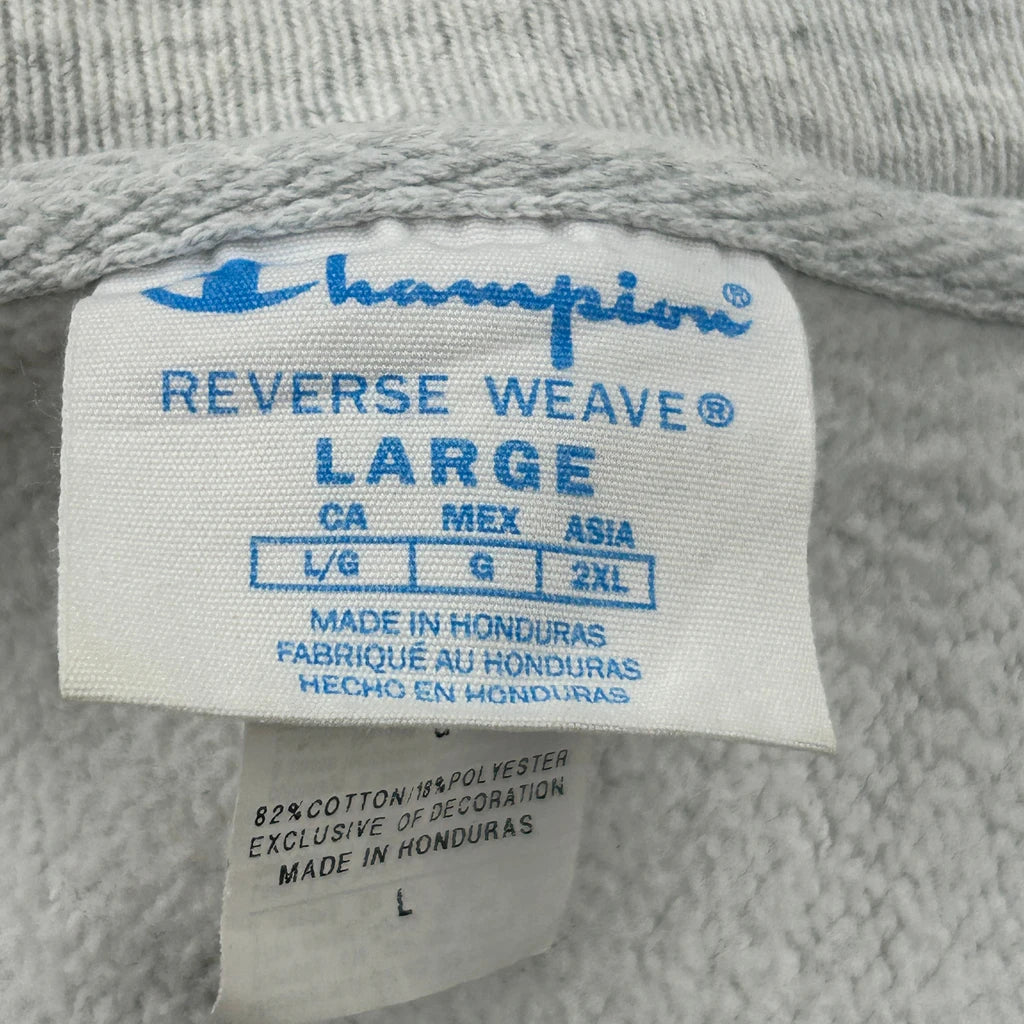 Champion®
REVERSE WEAVE®
LARGE
CA MEX ASIA
L/G G 2XL
MADE IN HONDURAS
FABRIQUÉ AU HONDURAS
HECHO EN HONDURAS
82%COTTON/18%POLYESTER
EXCLUSIVE OF DECORATION
MADE IN HONDURAS
L